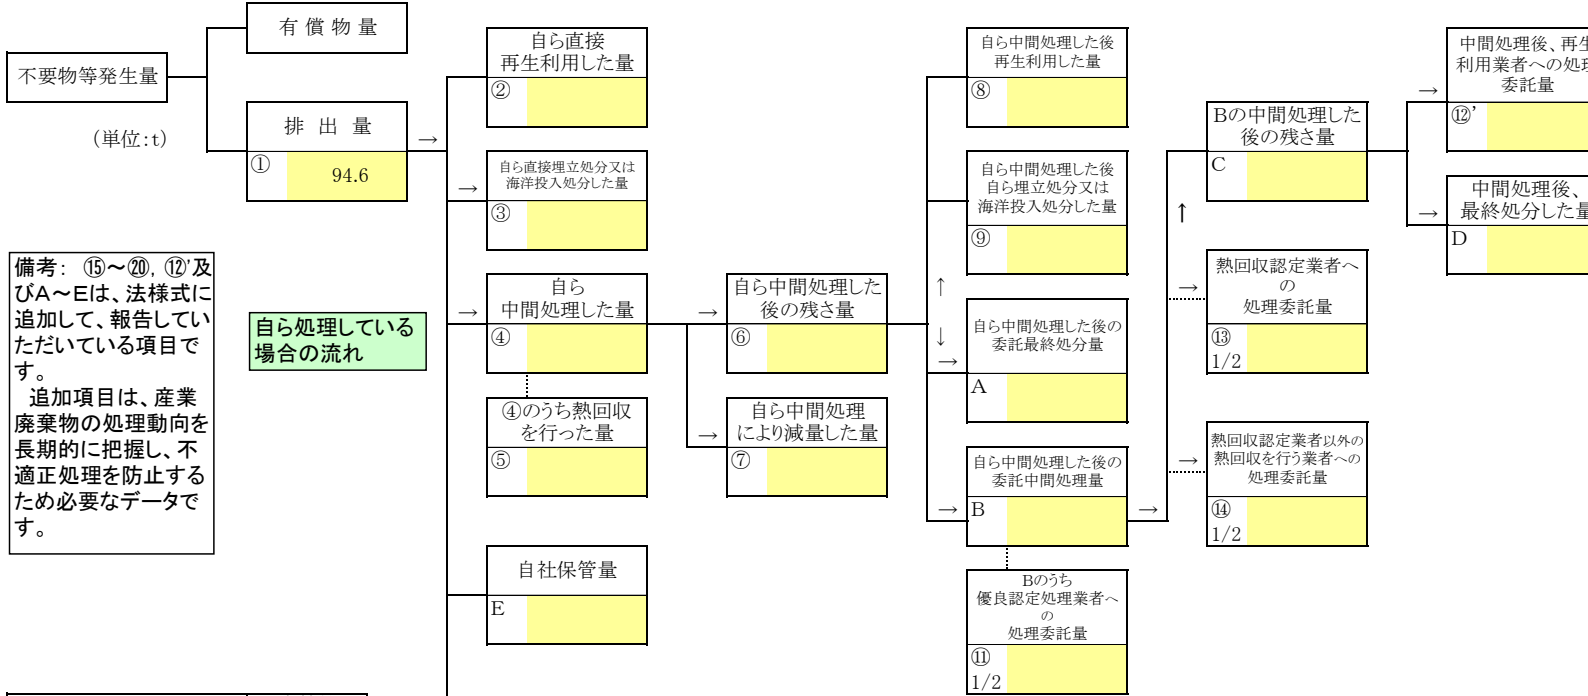 有 償 物 量
不要物等発生量
(単位:t)
排 出 量
→
①
94.6
備考： ⑮～⑳, ⑫'及
びA～Eは、法様式に
追加して、報告してい
ただいている項目で
す。
追加項目は、産業
廃棄物の処理動向を
長期的に把握し、不
適正処理を防止する
ため必要なデータで
す。
自ら処理している
場合の流れ
自ら直接
再生利用した量
②
→
自ら直接埋立処分又は
海洋投入処分した量
③
→
自ら
中間処理した量
④
④のうち熱回収
を行った量
⑤
自社保管量
E
→
自ら中間処理した
後の残さ量
⑥
→
自ら中間処理
により減量した量
⑦
自ら中間処理した後
再生利用した量
⑧
自ら中間処理した後
自ら埋立処分又は
海洋投入処分した量
⑨
↑
↓
→
自ら中間処理した後の
委託最終処分量
A
自ら中間処理した後の
委託中間処理量
→
B
→
Bのうち
優良認定処理業者へ
の
処理委託量
⑪
1/2
Bの中間処理した
後の残さ量
C
↑
→
熱回収認定業者へ
の
処理委託量
⑬
1/2
→
熱回収認定業者以外の
熱回収を行う業者への
処理委託量
⑭
1/2
→
中間処理後、再生
利用業者への処理
委託量
⑫'
→
中間処理後、
最終処分した量
D